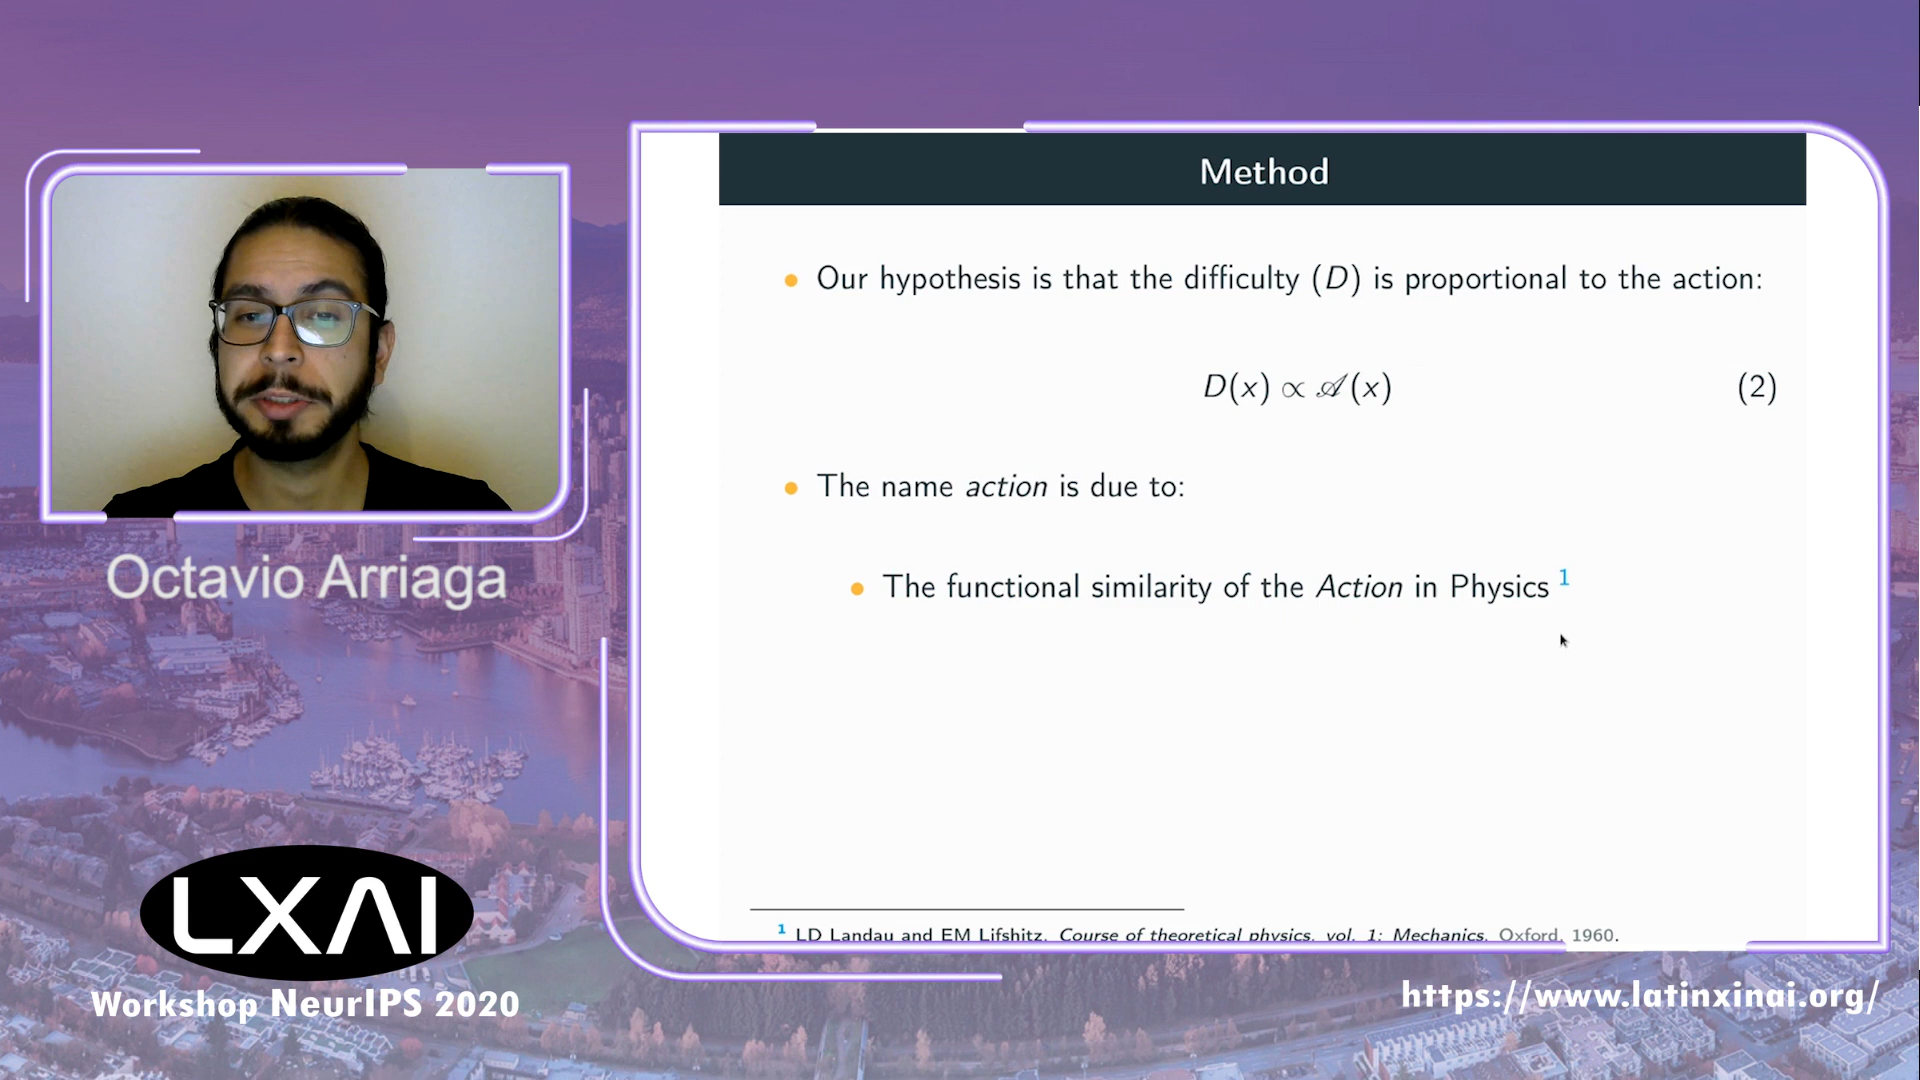 Method
• Our hypothesis is that the difficulty (D) is proportional to the action:
D(x) ∝ 𝒜(x) (2)
• The name action is due to:
• The functional similarity of the Action in Physics 1
1 LD Landau and EM Lifshitz. Course of theoretical physics, vol. 1: Mechanics. Oxford, 1960.
Octavio Arriaga
LXAI
Workshop NeurIPS 2020
https://www.latinxinai.org/